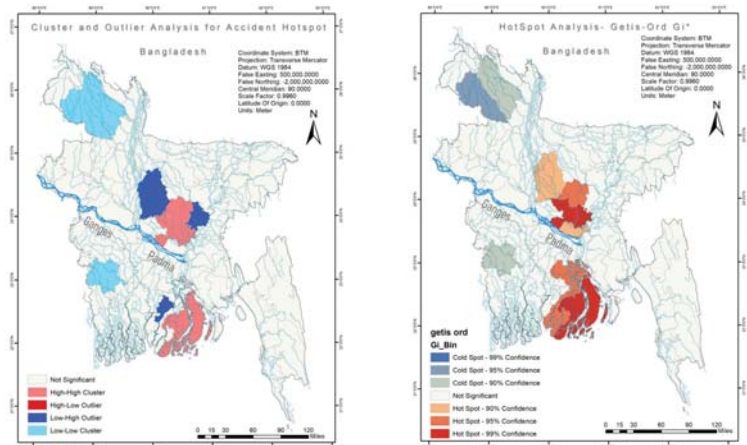 Cluster and Outlier Analysis for Accident Hotspot
Bangladesh
Coordinate System: BTM
Projection: Transverse Mercator
Datum: WGS 1984
False Easting: 500,000.0000
False Northing: -2,000,000.0000
Central Meridian: 90.0000
Scale Factor: 0.9960
Latitude Of Origin: 0.0000
Units: Meter
N
Ganges
Padma
Not Significant
High-High Cluster
High-Low Outlier
Low-High Outlier
Low-Low Cluster
0 15 30 60 90 120
Miles
HotSpot Analysis- Getis-Ord Gi*
Bangladesh
Coordinate System: BTM
Projection: Transverse Mercator
Datum: WGS 1984
False Easting: 500,000.0000
False Northing: -2,000,000.0000
Central Meridian: 90.0000
Scale Factor: 0.9960
Latitude Of Origin: 0.0000
Units: Meter
N
Ganges
Padma
getis ord
Gi_Bin
Cold Spot - 99% Confidence
Cold Spot - 95% Confidence
Cold Spot - 90% Confidence
Not Significant
Hot Spot - 90% Confidence
Hot Spot - 95% Confidence
Hot Spot - 99% Confidence
0 15 30 60 90 120
Miles